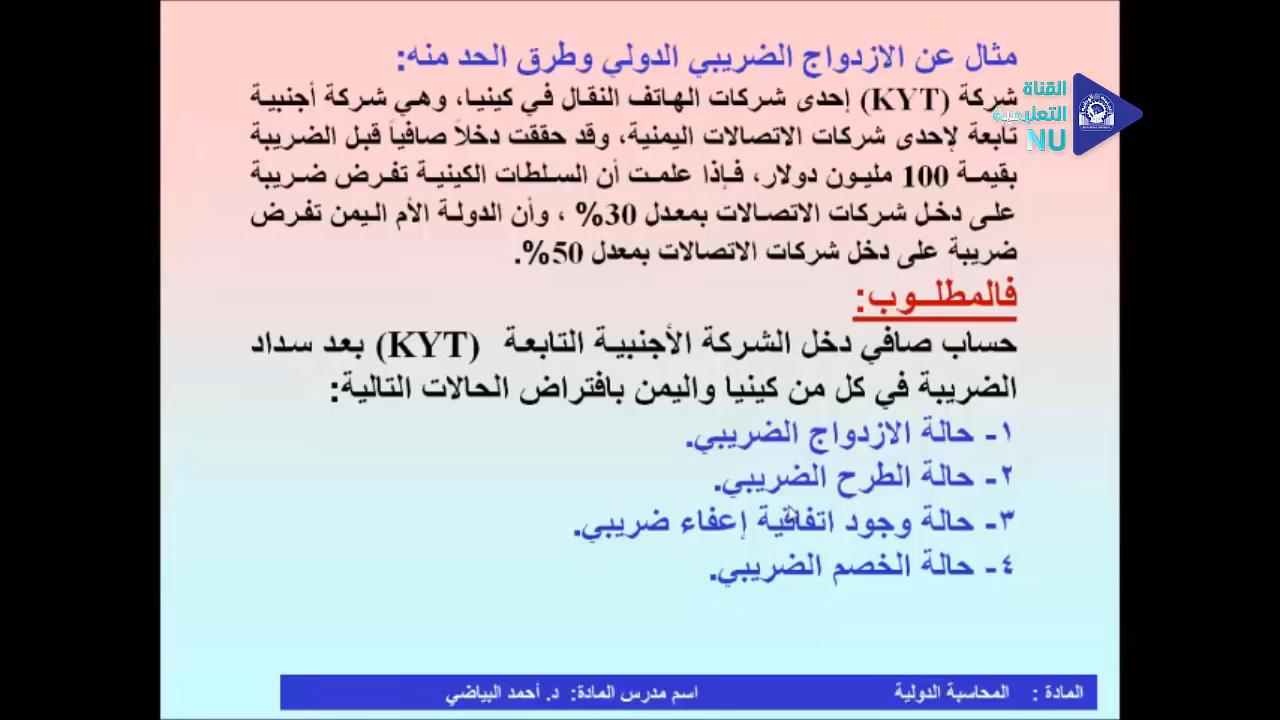 مثال عن الازدواج الضريبي الدولي وطرق الحد منه:
شركة (KYT) إحدى شركات الهاتف النقال في كينيا، وهي شركة أجنبية
تابعة لإحدى شركات الاتصالات اليمنية، وقد حققت دخلاً صافياً قبل الضريبة
بقيمة 100 مليون دولار، فإذا علمت أن السلطات الكينية تفرض ضريبة
على دخل شركات الاتصالات بمعدل 30% ، وأن الدولة الأم اليمن تفرض
ضريبة على دخل شركات الاتصالات بمعدل 50%.
فالمطلوب:
حساب صافي دخل الشركة الأجنبية التابعة (KYT) بعد سداد
الضريبة في كل من كينيا واليمن بافتراض الحالات التالية:
١- حالة الازدواج الضريبي.
٢- حالة الطرح الضريبي.
٣- حالة وجود اتفاقية إعفاء ضريبي.
٤- حالة الخصم الضريبي.
المادة : المحاسبة الدولية اسم مدرس المادة: د. أحمد البياضي
القناة
التعليمية
NU